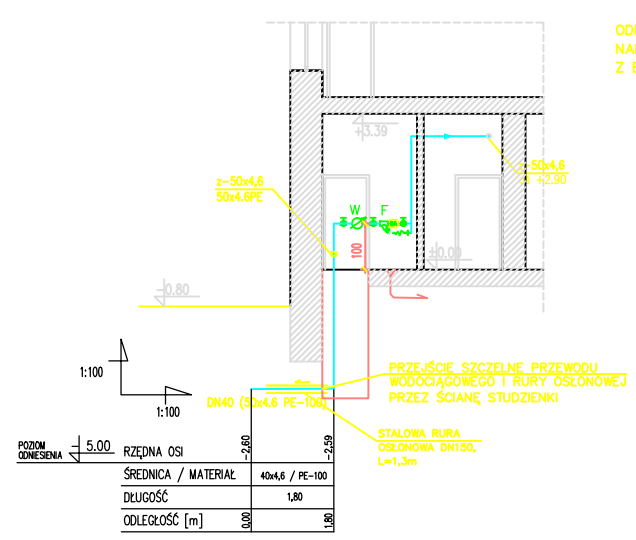 OD
NA
Z
+3.39
z-50x4,6
50x4.6PE
W F
-50x4,6
+2.90
±0.00
100
-0.80
1:100
1:100
DN40 (50x4.6 PE-100)
PRZEJŚCIE SZCZELNE PRZEWODU
WODOCIĄGOWEGO I RURY OSŁONOWEJ
PRZEZ ŚCIANĘ STUDZIENKI
STALOWA RURA
OSŁONOWA DN150,
L=1,3m
POZIOM
ODNIESIENIA
- 5.00
RZĘDNA OSI -2,60 -2,59
ŚREDNICA / MATERIAŁ 40x4,6 / PE-100
DŁUGOŚĆ 1,80
ODLEGŁOŚĆ [m] 0,00 1,80